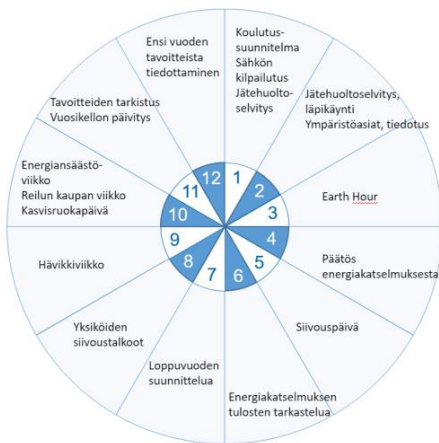 Koulutus-
suunnitelma
Sähkön
kilpailutus
Jätehuolto-
selvitys
Jätehuoltoselvitys,
läpikäynti
Ympäristöasiat, tiedotus
Earth Hour
Päätös
energiakatselmuksesta
Siivouspäivä
Energiakatselmuksen
tulosten tarkastelua
Loppuvuoden
suunnittelua
Yksiköiden
siivoustalkoot
Hävikkiviikko
Energiansäästö-
viikko
Reilun kaupan viikko
Kasvisruokapäivä
Tavoitteiden tarkistus
Vuosikellon päivitys
Ensi vuoden
tavoitteista
tiedottaminen
1
2
3
4
5
6
7
8
9
10
11
12